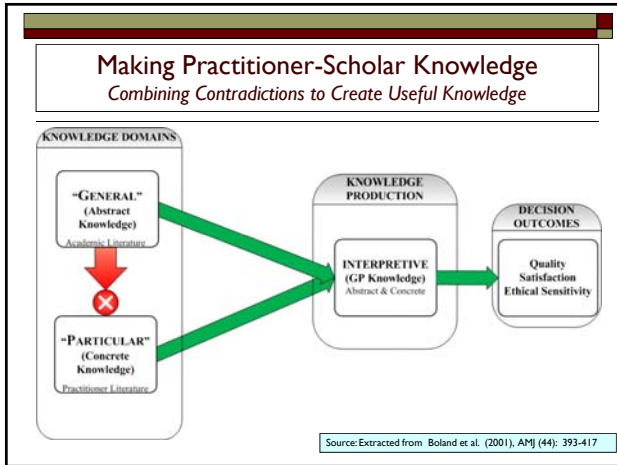 Making Practitioner-Scholar Knowledge
Combining Contradictions to Create Useful Knowledge
KNOWLEDGE DOMAINS
"GENERAL"
(Abstract
Knowledge)
Academic Literature
"PARTICULAR"
(Concrete
Knowledge)
Practitioner Literature
KNOWLEDGE
PRODUCTION
INTERPRETIVE
(GP Knowledge)
Abstract & Concrete
DECISION
OUTCOMES
Quality
Satisfaction
Ethical Sensitivity
Source: Extracted from Boland et al. (2001), AMJ (44): 393-417